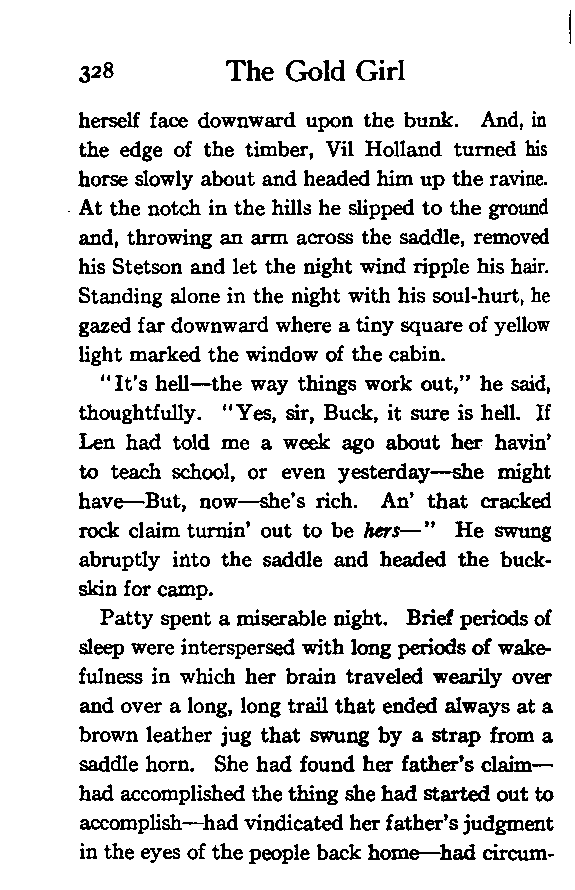 328 The Gold Girl
herself face downward upon the bunk. And, in
the edge of the timber, Vil Holland turned his
horse slowly about and headed him up the ravine.
At the notch in the hills he slipped to the ground
and, throwing an arm across the saddle, removed
his Stetson and let the night wind ripple his hair.
Standing alone in the night with his soul-hurt, he
gazed far downward where a tiny square of yellow
light marked the window of the cabin.
"It's hell—the way things work out," he said,
thoughtfully. "Yes, sir, Buck, it sure is hell. If
Len had told me a week ago about her havin'
to teach school, or even yesterday—she might
have—But, now—she's rich. An' that cracked
rock claim turnin' out to be hers—" He swung
abruptly into the saddle and headed the buck-
skin for camp.
Patty spent a miserable night. Brief periods of
sleep were interspersed with long periods of wake-
fulness in which her brain traveled wearily over
and over a long, long trail that ended always at a
brown leather jug that swung by a strap from a
saddle horn. She had found her father's claim—
had accomplished the thing she had started out to
accomplish—had vindicated her father's judgment
in the eyes of the people back home—had circum-